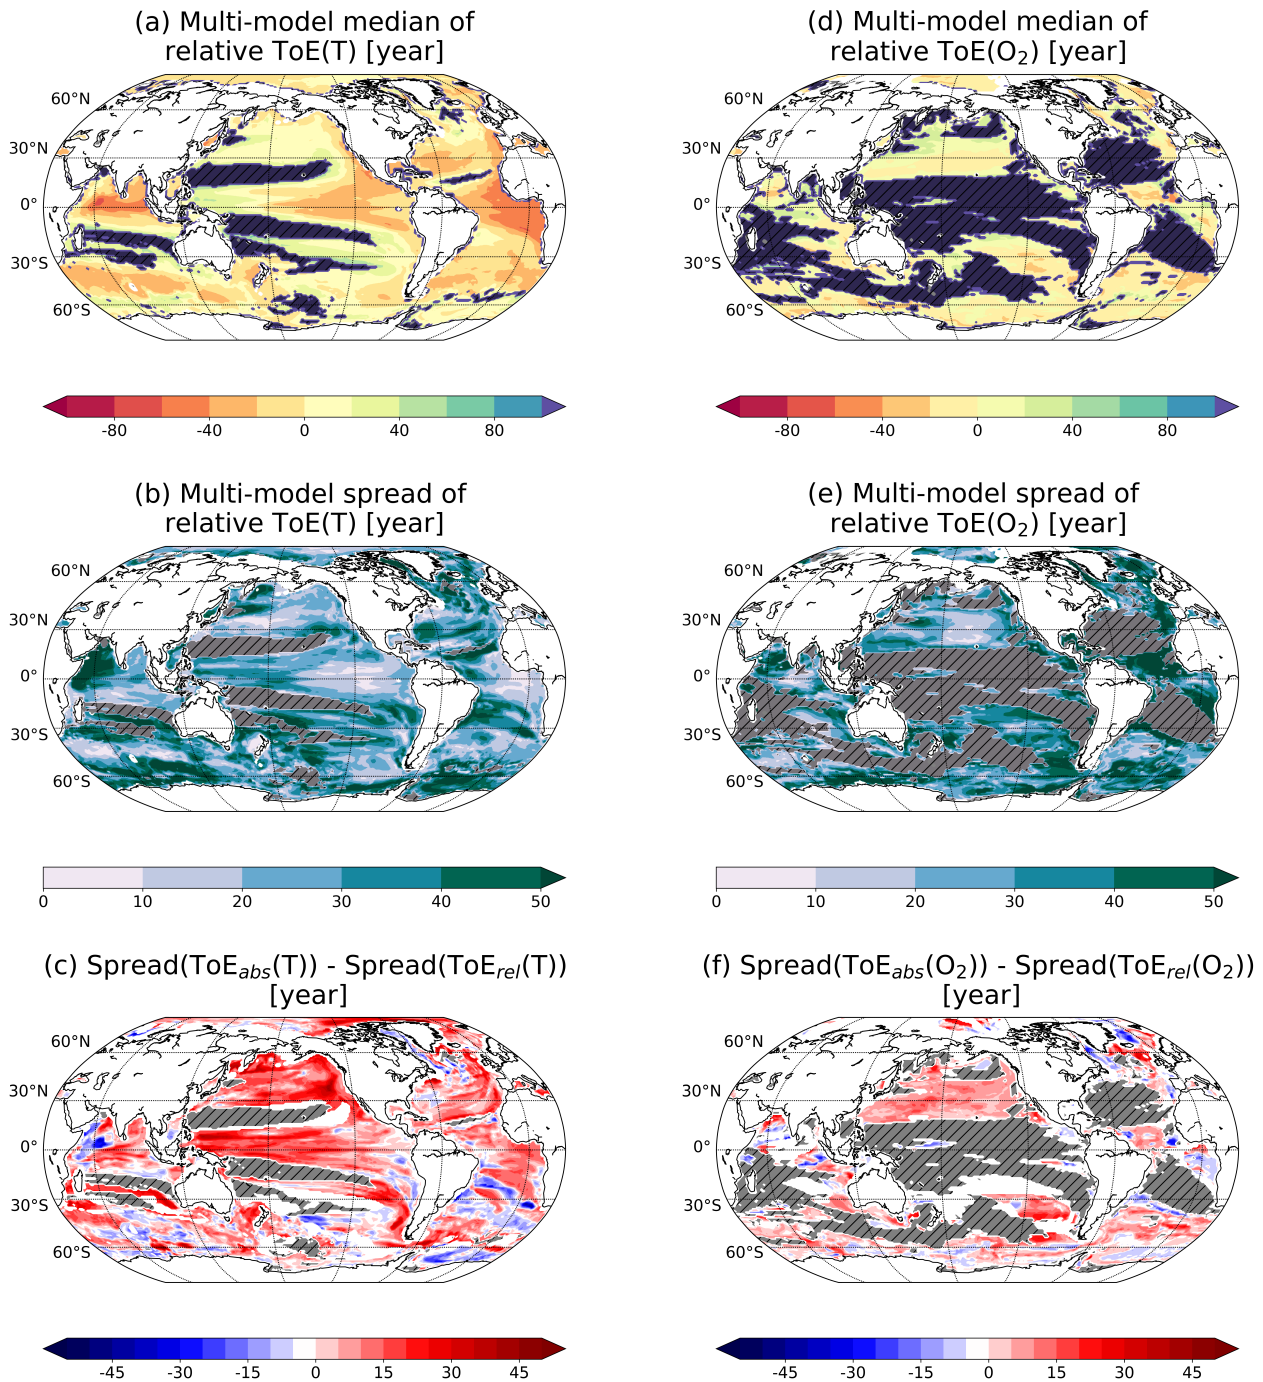 (a) Multi-model median of
relative ToE(T) [year]
60°N
30°N
0°
30°S
60°S
-80 -40 0 40 80
(d) Multi-model median of
relative ToE(O₂) [year]
60°N
30°N
0°
30°S
60°S
-80 -40 0 40 80
(b) Multi-model spread of
relative ToE(T) [year]
60°N
30°N
0°
30°S
60°S
0 10 20 30 40 50
(e) Multi-model spread of
relative ToE(O₂) [year]
60°N
30°N
0°
30°S
60°S
0 10 20 30 40 50
(c) Spread(ToEabs(T)) - Spread(ToErel(T))
[year]
60°N
30°N
0°
30°S
60°S
-45 -30 -15 0 15 30 45
(f) Spread(ToEabs(O₂)) - Spread(ToErel(O₂))
[year]
60°N
30°N
0°
30°S
60°S
-45 -30 -15 0 15 30 45